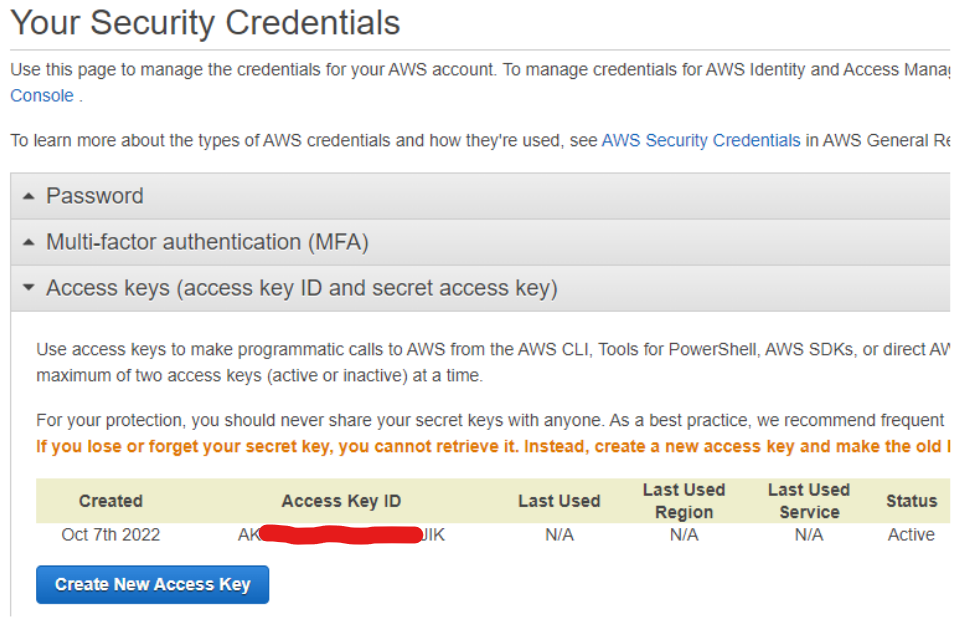 Your Security Credentials
Use this page to manage the credentials for your AWS account. To manage credentials for AWS Identity and Access Mana
Console .
To learn more about the types of AWS credentials and how they're used, see AWS Security Credentials in AWS General Re
Password
Multi-factor authentication (MFA)
Access keys (access key ID and secret access key)
Use access keys to make programmatic calls to AWS from the AWS CLI, Tools for PowerShell, AWS SDKs, or direct AW
maximum of two access keys (active or inactive) at a time.
For your protection, you should never share your secret keys with anyone. As a best practice, we recommend frequent
If you lose or forget your secret key, you cannot retrieve it. Instead, create a new access key and make the old
Created Access Key ID Last Used Last Used Region Last Used Service Status
Oct 7th 2022 AK JIK N/A N/A N/A Active
Create New Access Key